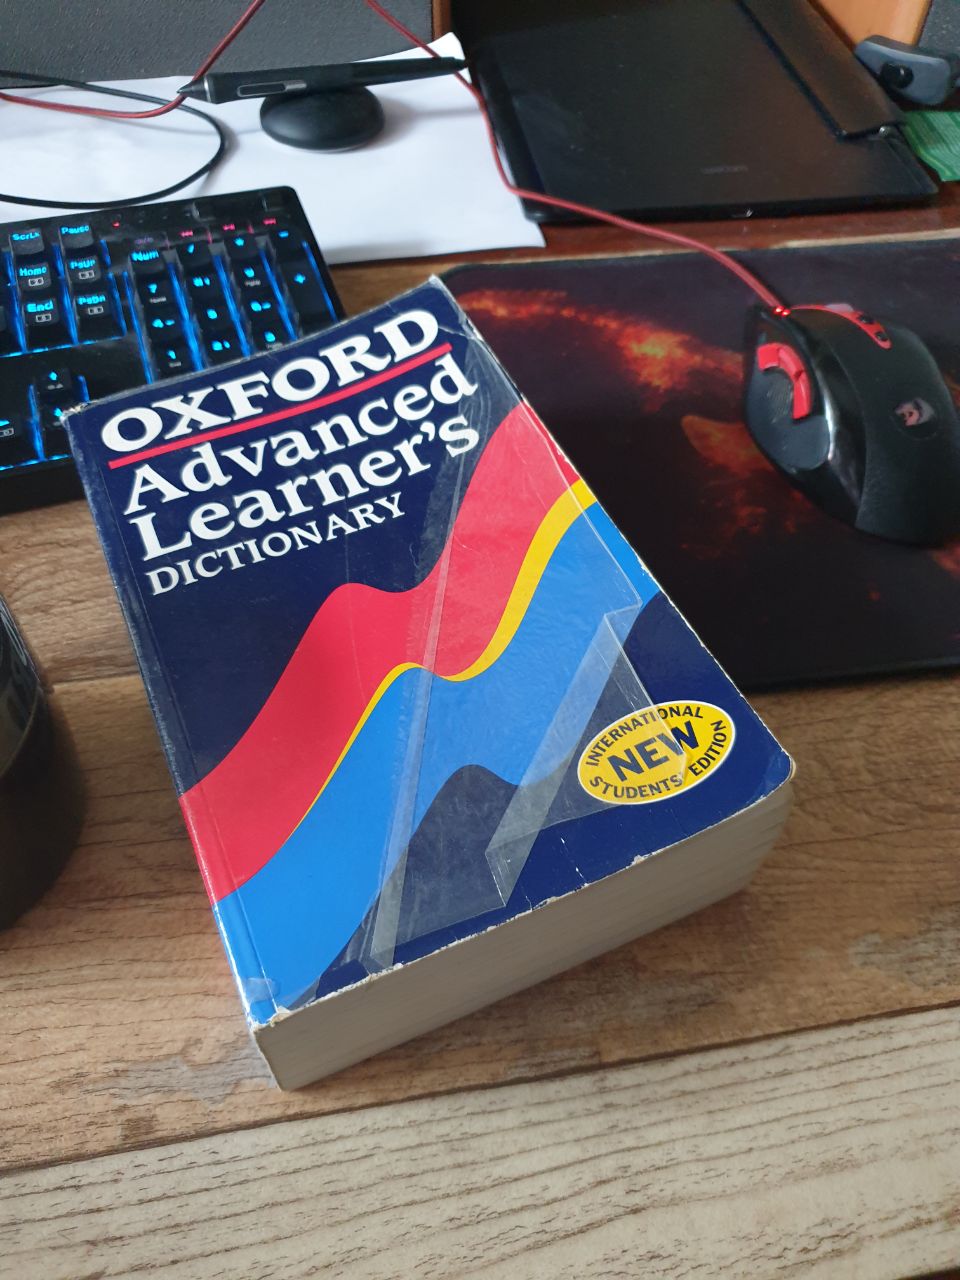 OXFORD
Advanced
Learner's
DICTIONARY
INTERNATIONAL
NEW
STUDENTS' EDITION
ScrLk
Pause
Home
PgUp
End
PgDn
Num